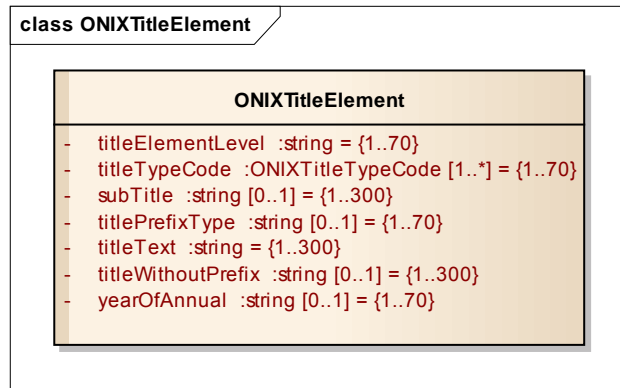 class ONIXTitleElement
ONIXTitleElement
- titleElementLevel :string = {1..70}
- titleTypeCode :ONIXTitleTypeCode [1..*] = {1..70}
- subTitle :string [0..1] = {1..300}
- titlePrefixType :string [0..1] = {1..70}
- titleText :string = {1..300}
- titleWithoutPrefix :string [0..1] = {1..300}
- yearOfAnnual :string [0..1] = {1..70}